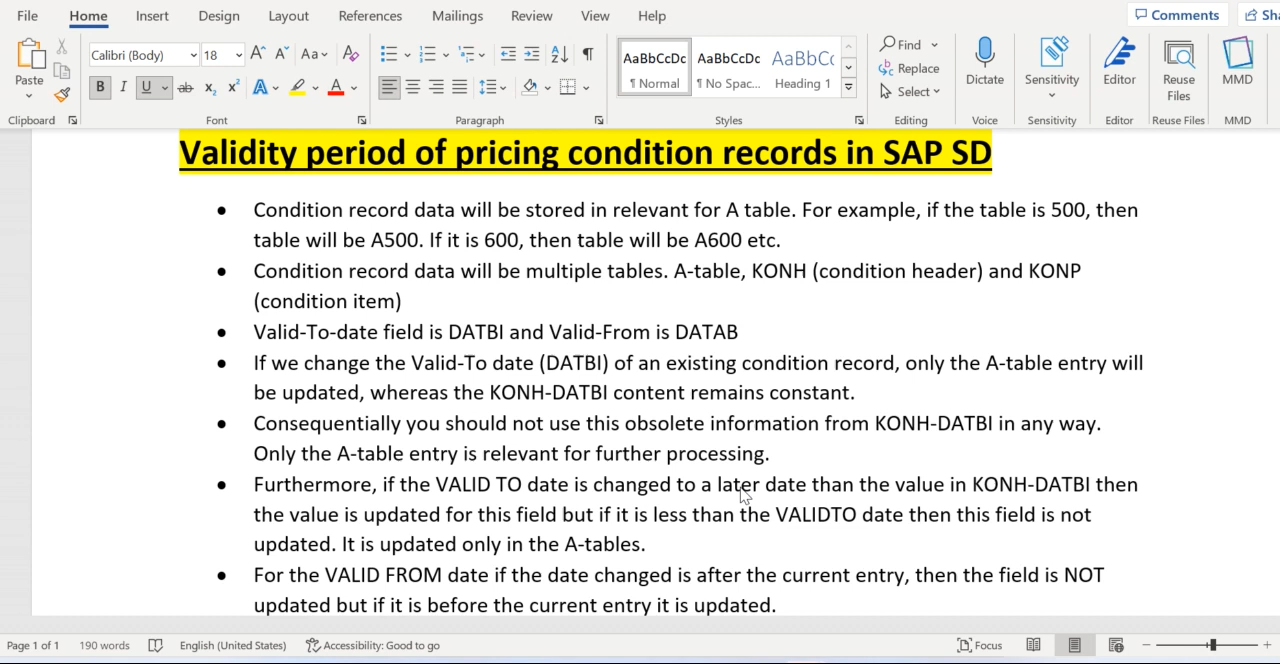 File Home Insert Design Layout References Mailings Review View Help Comments Sha
Calibri (Body) 18 Aa Find AaBbCcDc AaBbCcDc AaBbCc
Paste Replace Dictate Sensitivity Editor Reuse Files MMD
B I U ab x₂ x² A A ¶ Normal ¶ No Spac... Heading 1 Select
Clipboard Font Paragraph Styles Editing Voice Sensitivity Editor Reuse Files MMD
Validity period of pricing condition records in SAP SD
• Condition record data will be stored in relevant for A table. For example, if the table is 500, then
table will be A500. If it is 600, then table will be A600 etc.
• Condition record data will be multiple tables. A-table, KONH (condition header) and KONP
(condition item)
• Valid-To-date field is DATBI and Valid-From is DATAB
• If we change the Valid-To date (DATBI) of an existing condition record, only the A-table entry will
be updated, whereas the KONH-DATBI content remains constant.
• Consequentially you should not use this obsolete information from KONH-DATBI in any way.
Only the A-table entry is relevant for further processing.
• Furthermore, if the VALID TO date is changed to a later date than the value in KONH-DATBI then
the value is updated for this field but if it is less than the VALIDTO date then this field is not
updated. It is updated only in the A-tables.
• For the VALID FROM date if the date changed is after the current entry, then the field is NOT
updated but if it is before the current entry it is updated.
Page 1 of 1 190 words English (United States) Accessibility: Good to go Focus